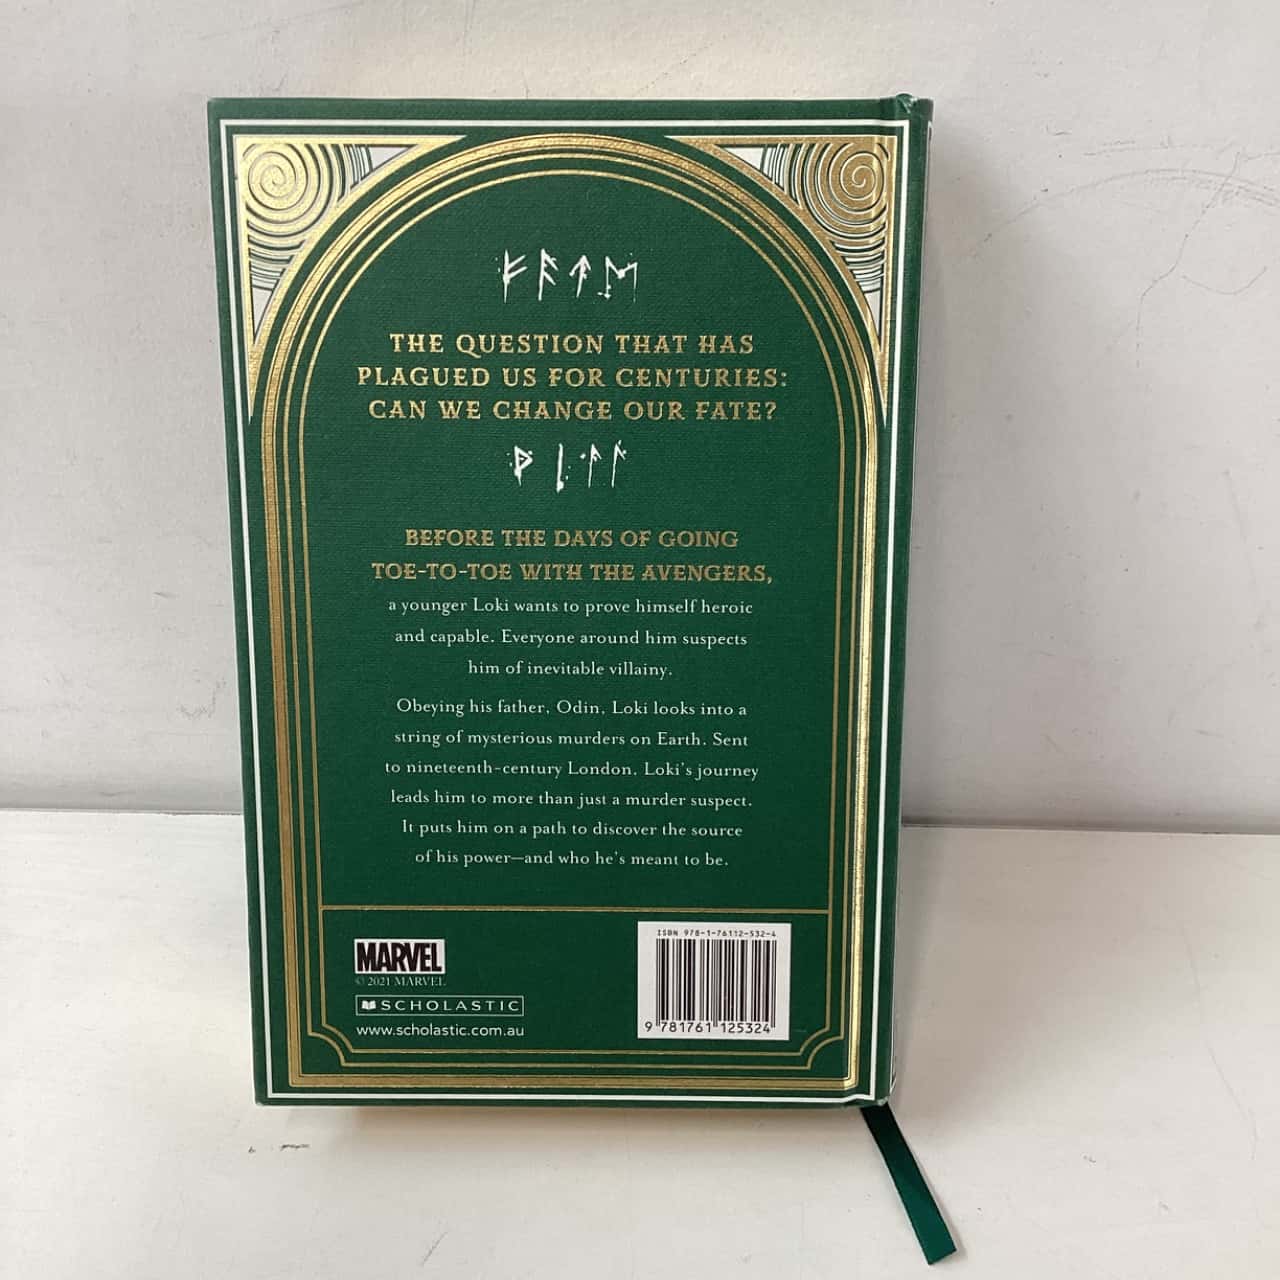 ᚠᚨᛏᛖ
THE QUESTION THAT HAS
PLAGUED US FOR CENTURIES:
CAN WE CHANGE OUR FATE?
BEFORE THE DAYS OF GOING
TOE-TO-TOE WITH THE AVENGERS,
a younger Loki wants to prove himself heroic
and capable. Everyone around him suspects
him of inevitable villainy.
Obeying his father, Odin, Loki looks into a
string of mysterious murders on Earth. Sent
to nineteenth-century London, Loki's journey
leads him to more than just a murder suspect.
It puts him on a path to discover the source
of his power—and who he's meant to be.
ISBN 978-1-76112-532-4
MARVEL
© 2021 MARVEL
SCHOLASTIC
www.scholastic.com.au
9 781761 125324